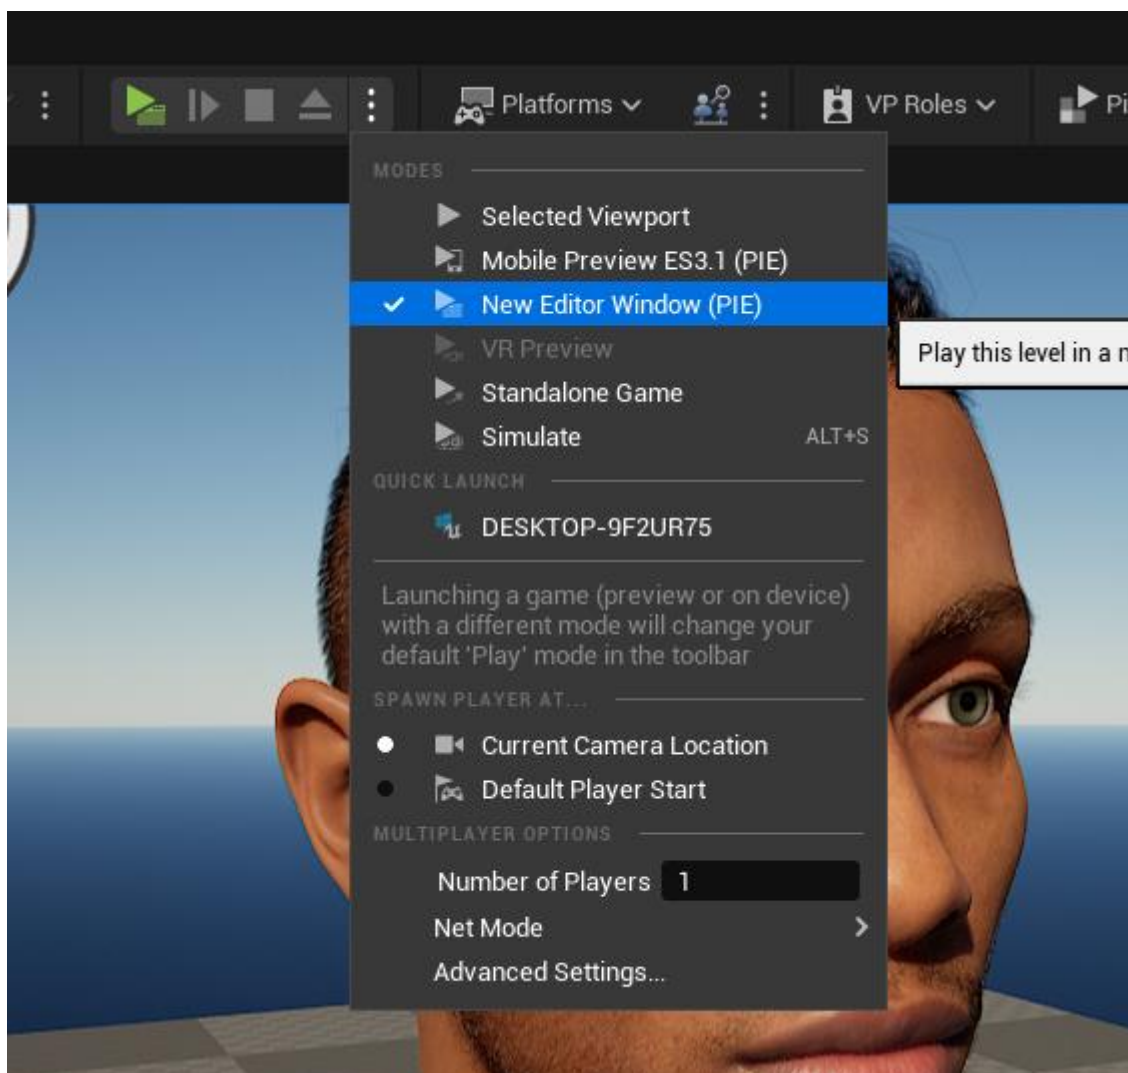 Platforms
VP Roles
Pi
MODES
Selected Viewport
Mobile Preview ES3.1 (PIE)
New Editor Window (PIE)
VR Preview
Play this level in a n
Standalone Game
Simulate ALT+S
QUICK LAUNCH
DESKTOP-9F2UR75
Launching a game (preview or on device)
with a different mode will change your
default 'Play' mode in the toolbar
SPAWN PLAYER AT...
Current Camera Location
Default Player Start
MULTIPLAYER OPTIONS
Number of Players 1
Net Mode
Advanced Settings...